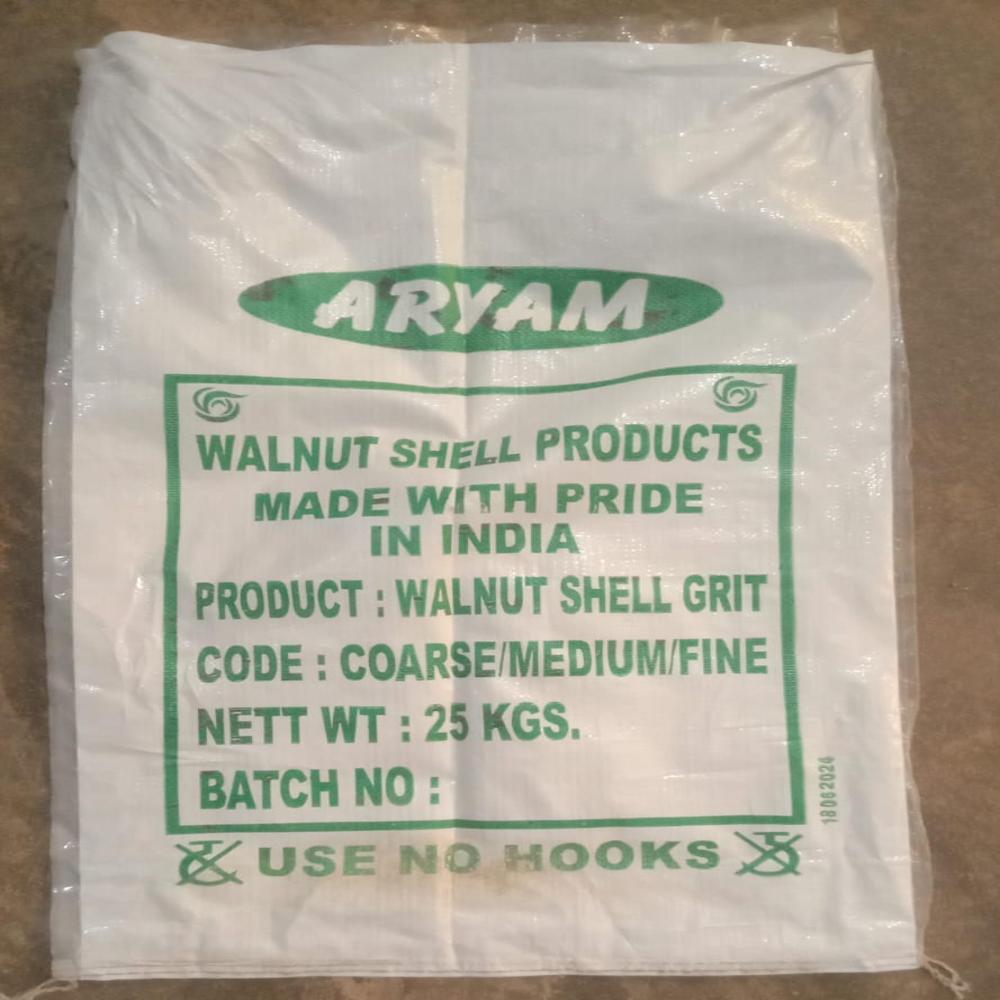 ARYAM
WALNUT SHELL PRODUCTS
MADE WITH PRIDE
IN INDIA
PRODUCT : WALNUT SHELL GRIT
CODE : COARSE/MEDIUM/FINE
NETT WT : 25 KGS.
BATCH NO :
18062024
USE NO HOOKS